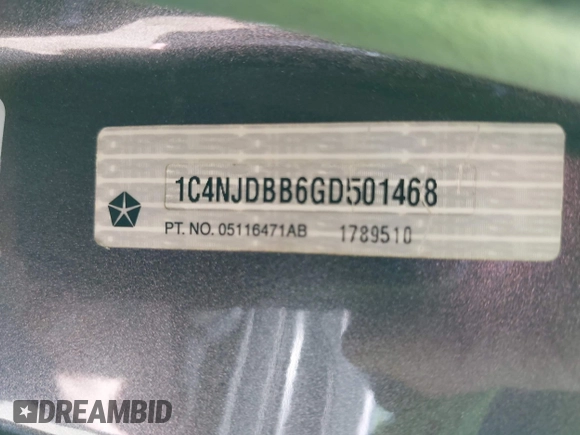 1C4NJDBB6GD501468
PT. NO. 05116471AB 1789510
DREAMBID